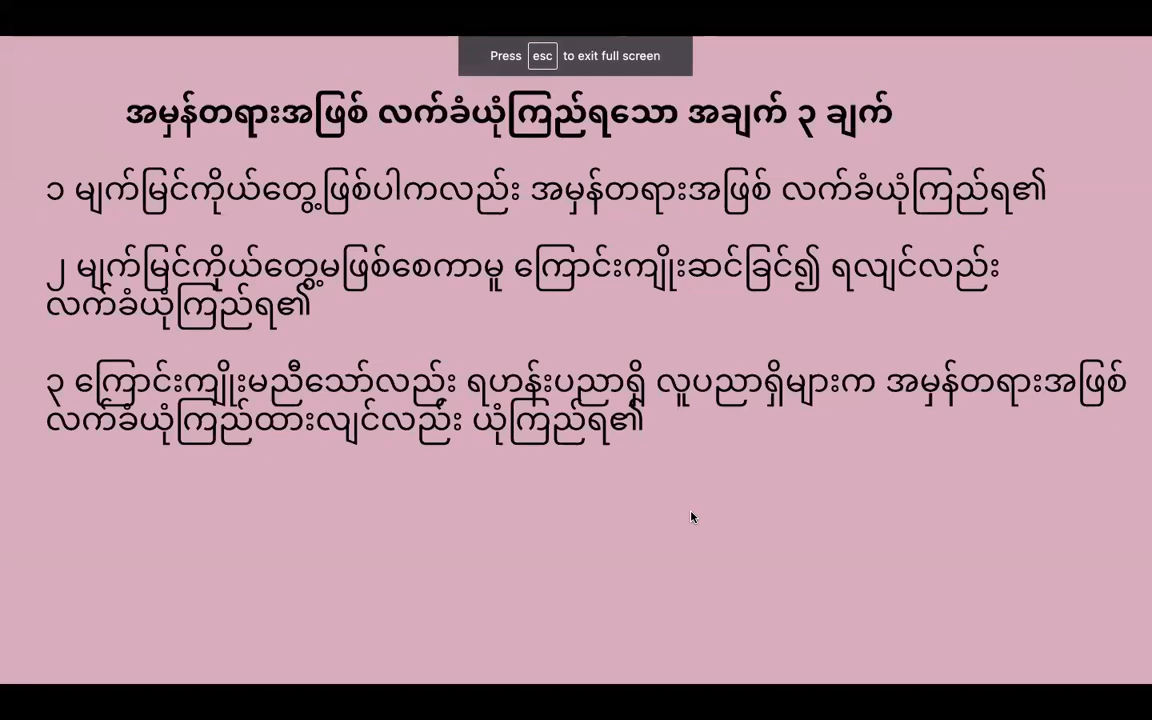 Press esc to exit full screen
အမှန်တရားအဖြစ် လက်ခံယုံကြည်ရသော အချက် ၃ ချက်
၁ မျက်မြင်ကိုယ်တွေ့ဖြစ်ပါကလည်း အမှန်တရားအဖြစ် လက်ခံယုံကြည်ရ၏
၂ မျက်မြင်ကိုယ်တွေ့မဖြစ်စေကာမူ ကြောင်းကျိုးဆင်ခြင်၍ ရလျင်လည်း
လက်ခံယုံကြည်ရ၏
၃ ကြောင်းကျိုးမညီသော်လည်း ရဟန်းပညာရှိ လူပညာရှိများက အမှန်တရားအဖြစ်
လက်ခံယုံကြည်ထားလျင်လည်း ယုံကြည်ရ၏